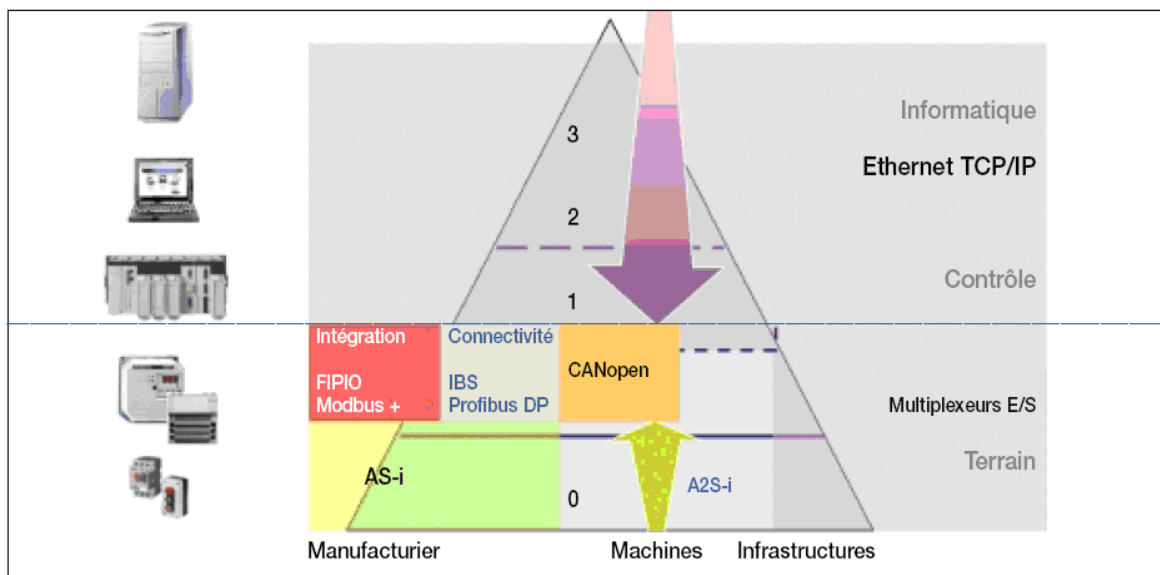 Informatique
3
Ethernet TCP/IP
2
Contrôle
1
Intégration
Connectivité
CANopen
FIPIO
IBS
Modbus +
Profibus DP
Multiplexeurs E/S
Terrain
AS-i
A2S-i
0
Manufacturier
Machines
Infrastructures